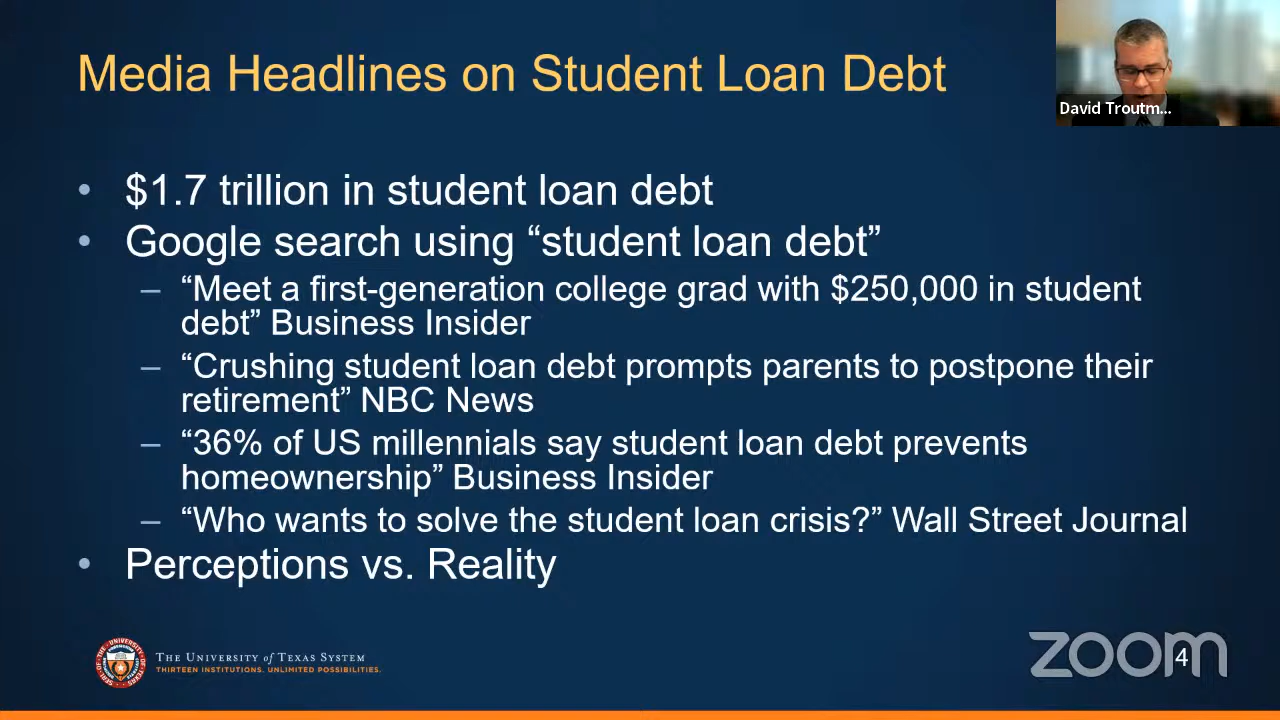 Media Headlines on Student Loan Debt
David Troutm...
• $1.7 trillion in student loan debt
• Google search using “student loan debt”
– “Meet a first-generation college grad with $250,000 in student
debt” Business Insider
– “Crushing student loan debt prompts parents to postpone their
retirement” NBC News
– “36% of US millennials say student loan debt prevents
homeownership” Business Insider
– “Who wants to solve the student loan crisis?” Wall Street Journal
• Perceptions vs. Reality
THE UNIVERSITY of TEXAS SYSTEM
THIRTEEN INSTITUTIONS. UNLIMITED POSSIBILITIES.
zoom
4